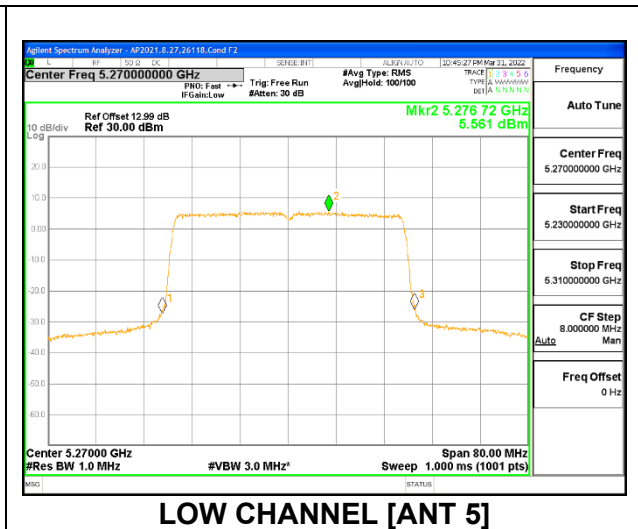 Agilent Spectrum Analyzer - AP2021.8.27,26118,Cond F2
L RF 50 Ω DC SENSE:INT ALIGN AUTO 10:45:27 PM Mar 31, 2022
Center Freq 5.270000000 GHz
PNO: Fast
IFGain:Low
Trig: Free Run
#Atten: 30 dB
#Avg Type: RMS
Avg|Hold: 100/100
TRACE 1 2 3 4 5 6
TYPE A WWWWW
DET A N N N N N
Frequency
Mkr2 5.276 72 GHz
5.561 dBm
Ref Offset 12.99 dB
10 dB/div Ref 30.00 dBm
Log
20.0
10.0
0.00
-10.0
-20.0
-30.0
-40.0
-50.0
-60.0
1
2
3
Center 5.27000 GHz
Span 80.00 MHz
#Res BW 1.0 MHz
#VBW 3.0 MHz*
Sweep 1.000 ms (1001 pts)
MSG
STATUS
Auto Tune
Center Freq
5.270000000 GHz
Start Freq
5.230000000 GHz
Stop Freq
5.310000000 GHz
CF Step
8.000000 MHz
Auto Man
Freq Offset
0 Hz
LOW CHANNEL [ANT 5]